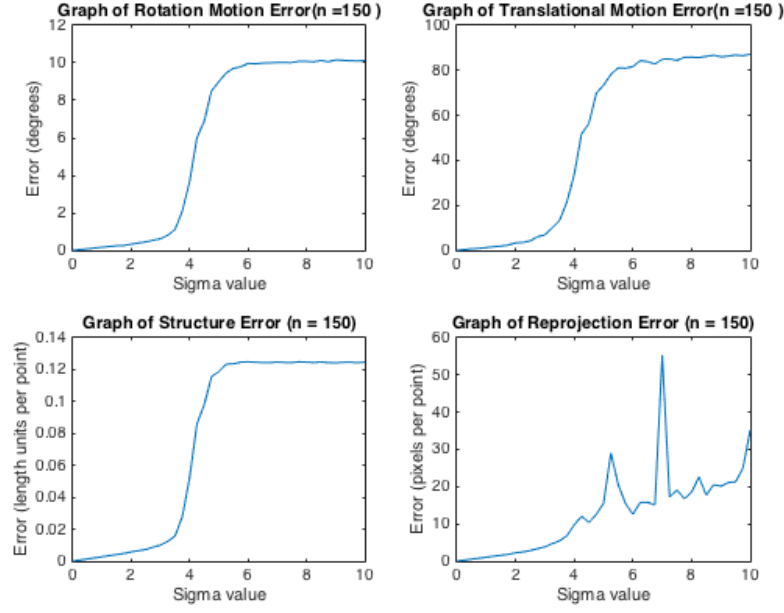 Graph of Rotation Motion Error(n =150 )
12
10
8
6
4
2
0
Error (degrees)
0 2 4 6 8 10
Sigma value
Graph of Translational Motion Error(n =150 )
100
80
60
40
20
0
Error (degrees)
0 2 4 6 8 10
Sigma value
Graph of Structure Error (n = 150)
0.14
0.12
0.1
0.08
0.06
0.04
0.02
0
Error (length units per point)
0 2 4 6 8 10
Sigma value
Graph of Reprojection Error (n = 150)
60
50
40
30
20
10
0
Error (pixels per point)
0 2 4 6 8 10
Sigma value